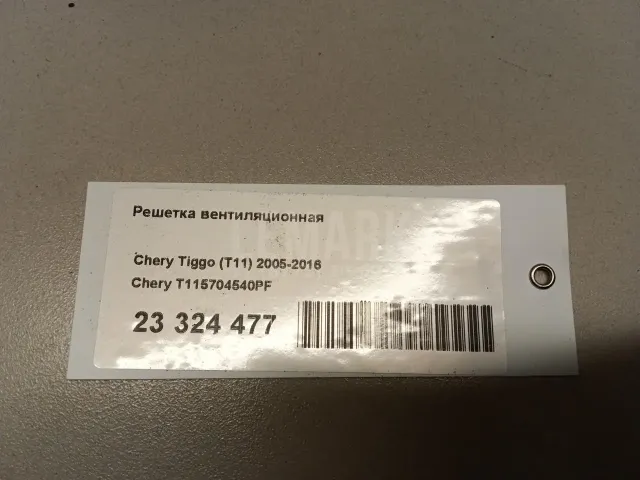 Решетка вентиляционная
Chery Tiggo (T11) 2005-2016
Chery T115704540PF
23 324 477